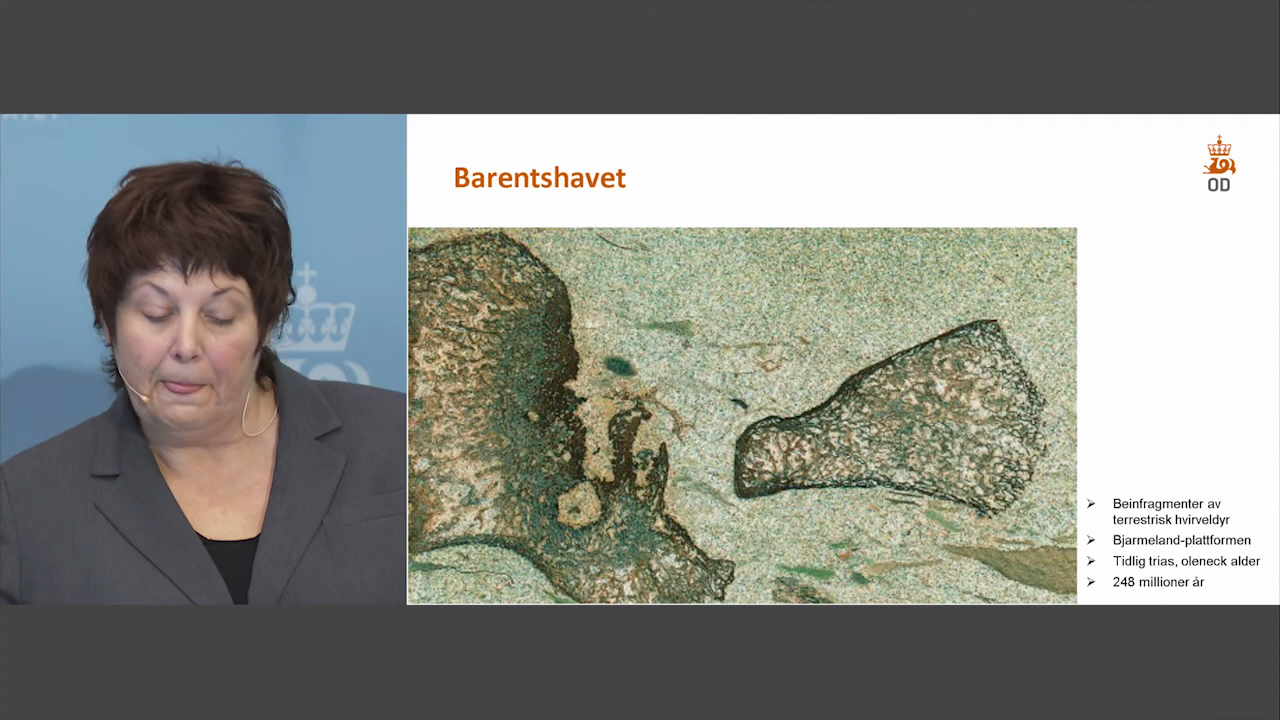 Barentshavet
OD
Beinfragmenter av
terrestrisk hvirveldyr
Bjarmeland-plattformen
Tidlig trias, oleneck alder
248 millioner år